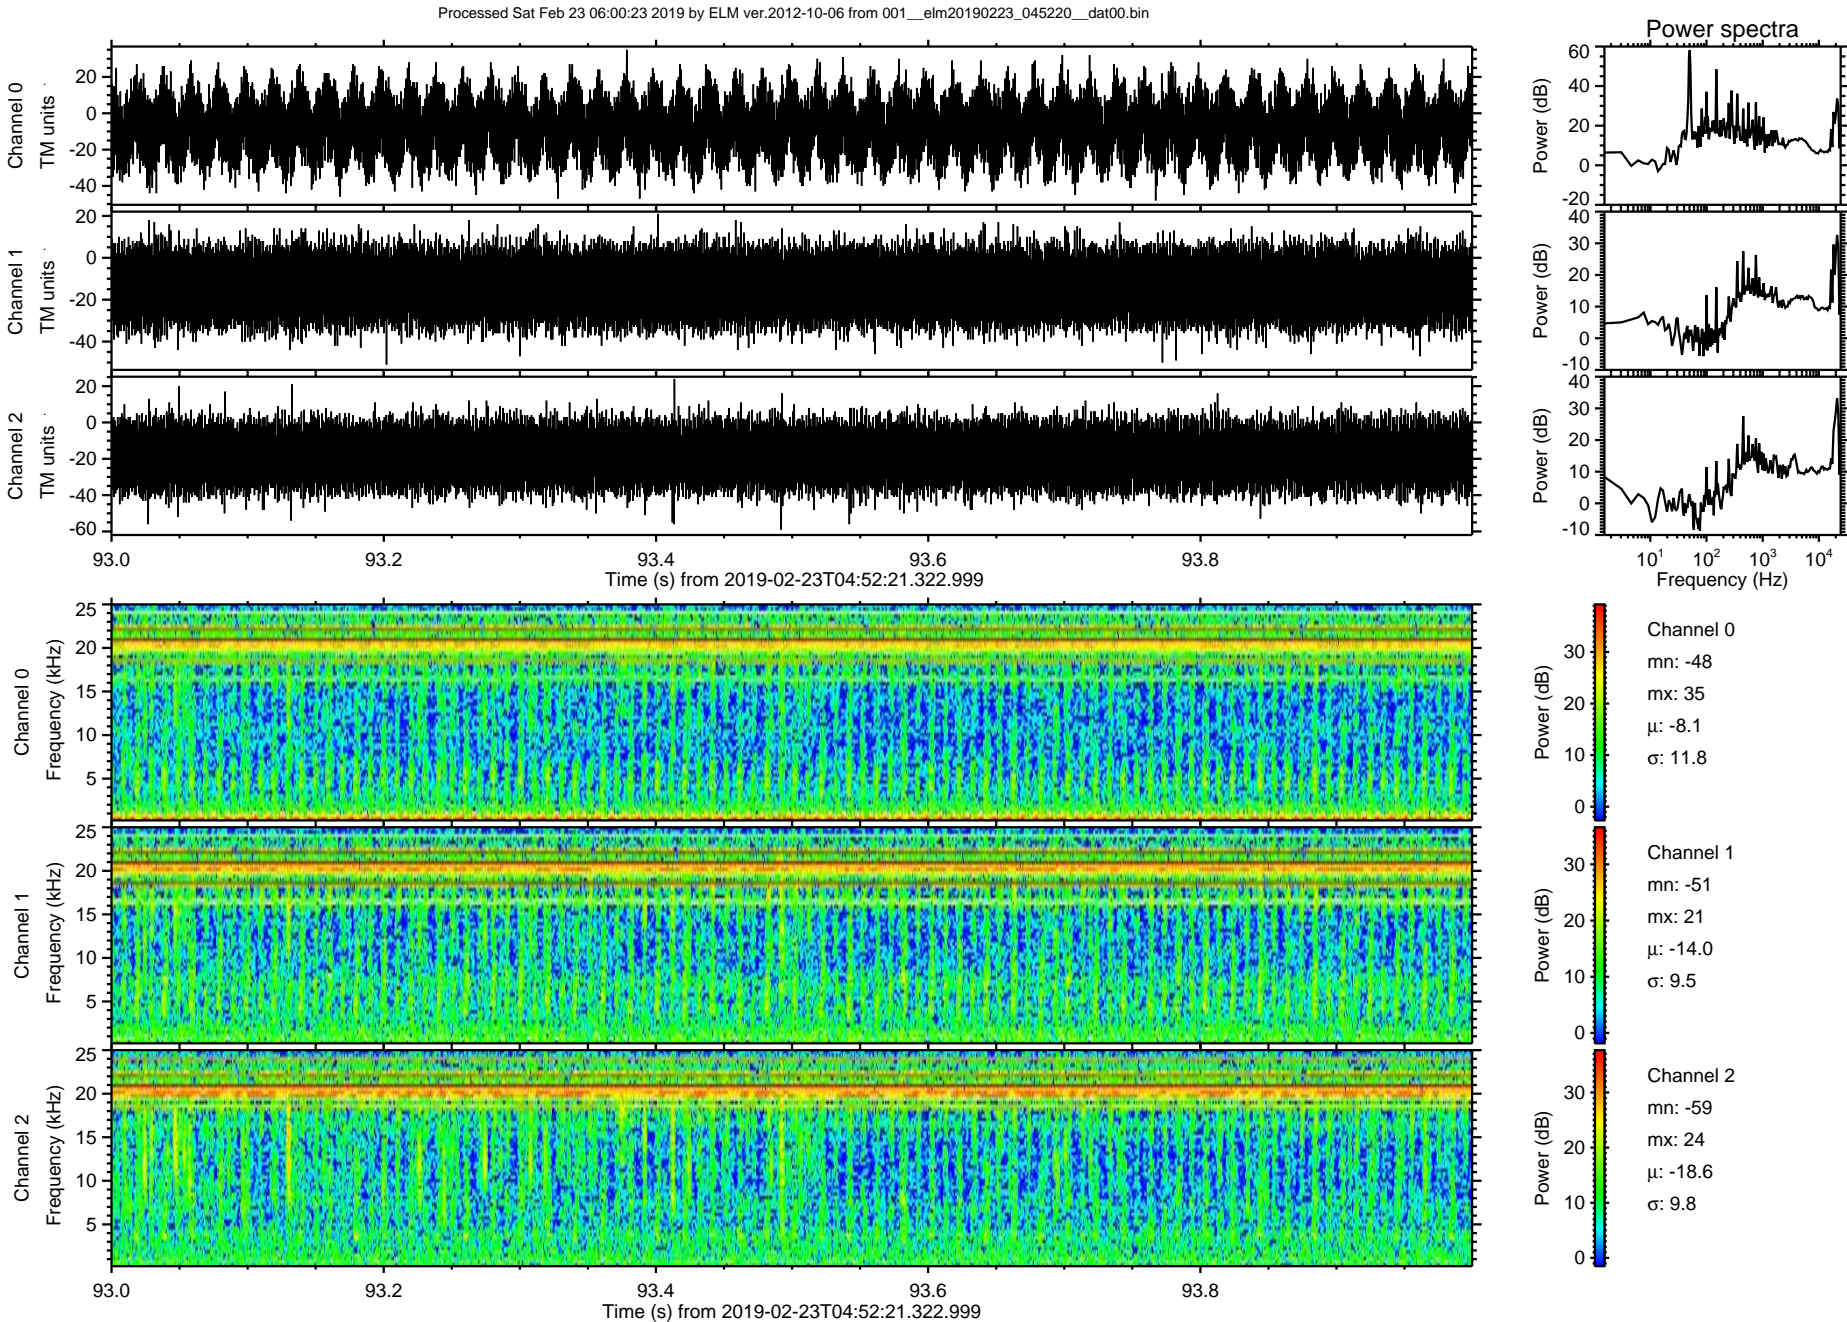 Processed Sat Feb 23 06:00:23 2019 by ELM ver.2012-10-06 from 001__elm20190223_045220__dat00.bin
Power spectra
Channel 0
TM units
20
0
-20
-40
Power (dB)
60
40
20
0
-20
Channel 1
TM units
20
0
-20
-40
Power (dB)
40
30
20
10
0
-10
Channel 2
TM units
20
0
-20
-40
-60
Power (dB)
40
30
20
10
0
-10
93.0 93.2 93.4 93.6 93.8
Time (s) from 2019-02-23T04:52:21.322.999
10^1 10^2 10^3 10^4
Frequency (Hz)
Channel 0
Frequency (kHz)
25
20
15
10
5
Power (dB)
30
20
10
0
Channel 0
mn: -48
mx: 35
μ: -8.1
σ: 11.8
Channel 1
Frequency (kHz)
25
20
15
10
5
Power (dB)
30
20
10
0
Channel 1
mn: -51
mx: 21
μ: -14.0
σ: 9.5
Channel 2
Frequency (kHz)
25
20
15
10
5
Power (dB)
30
20
10
0
Channel 2
mn: -59
mx: 24
μ: -18.6
σ: 9.8
93.0 93.2 93.4 93.6 93.8
Time (s) from 2019-02-23T04:52:21.322.999